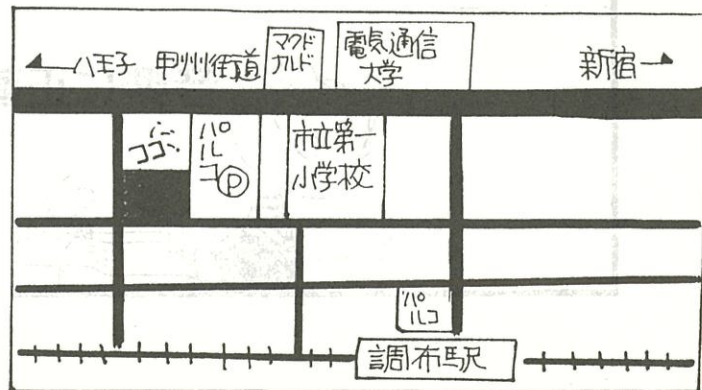 八王子
甲州街道
マクド
ナルド
電気通信
大学
新宿
ココ
パルコ
P
市立第一
小学校
パルコ
調布駅